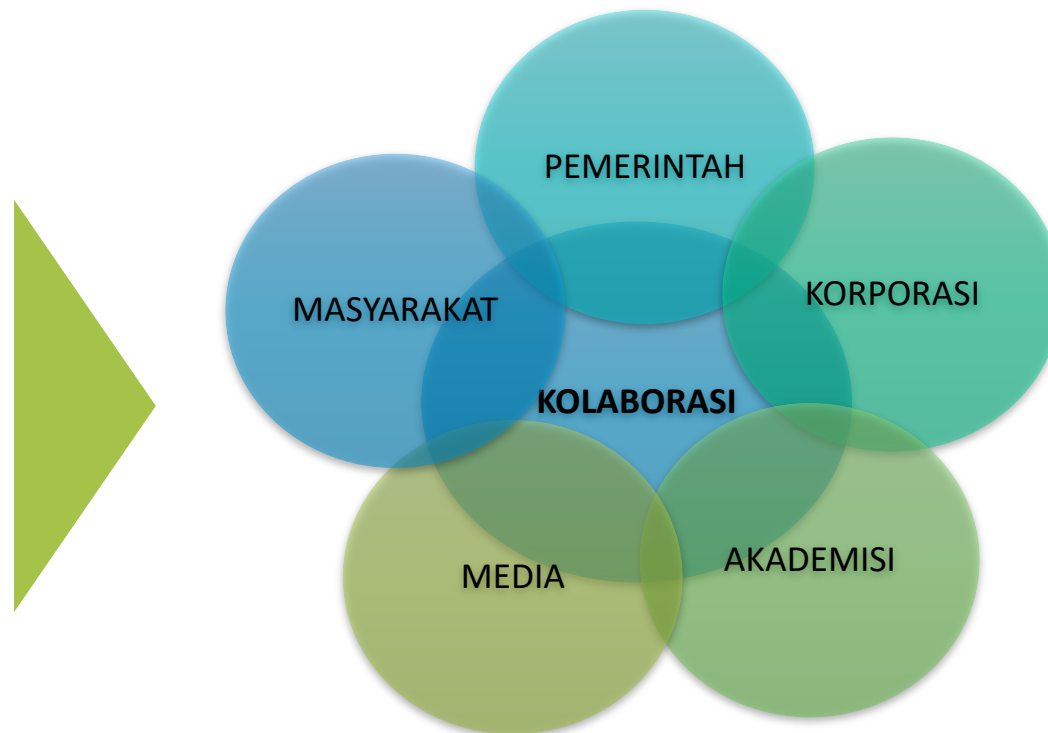 PEMERINTAH
KORPORASI
MASYARAKAT
KOLABORASI
AKADEMISI
MEDIA